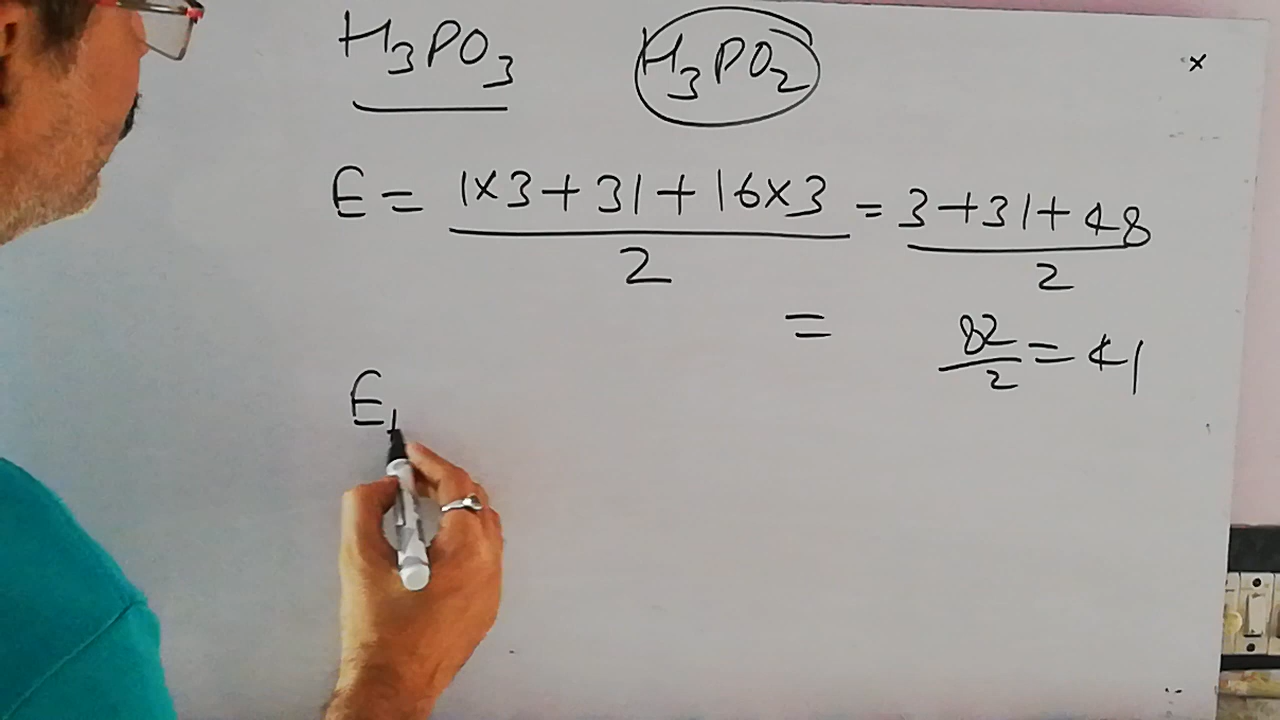 H₃PO₃ H₃PO₂
E = 1×3+31+16×3 / 2 = 3+31+48 / 2
= 82 / 2 = 41
E